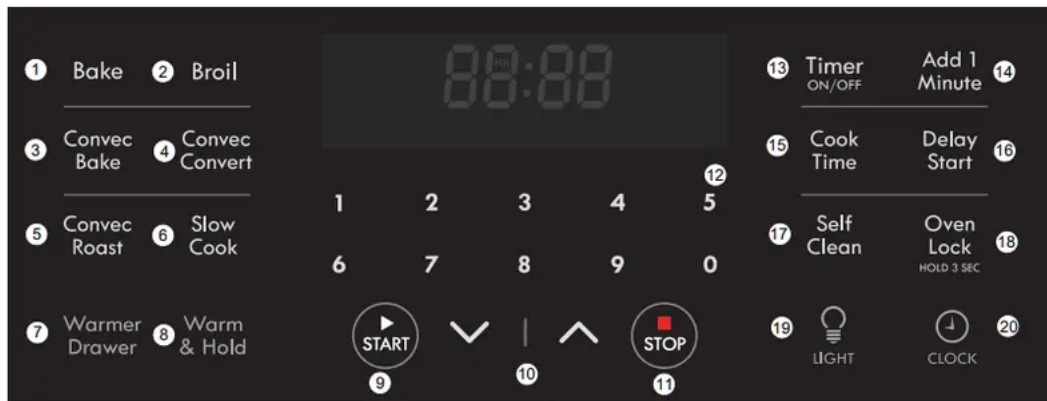 88:88
HR
1 Bake 2 Broil
3 Convec Bake 4 Convec Convert
5 Convec Roast 6 Slow Cook
7 Warmer Drawer 8 Warm & Hold
12
1 2 3 4 5
6 7 8 9 0
START
STOP
9 10 11
13 Timer ON/OFF
Add 1 Minute 14
15 Cook Time
Delay Start 16
17 Self Clean
Oven Lock HOLD 3 SEC 18
19 LIGHT
CLOCK 20